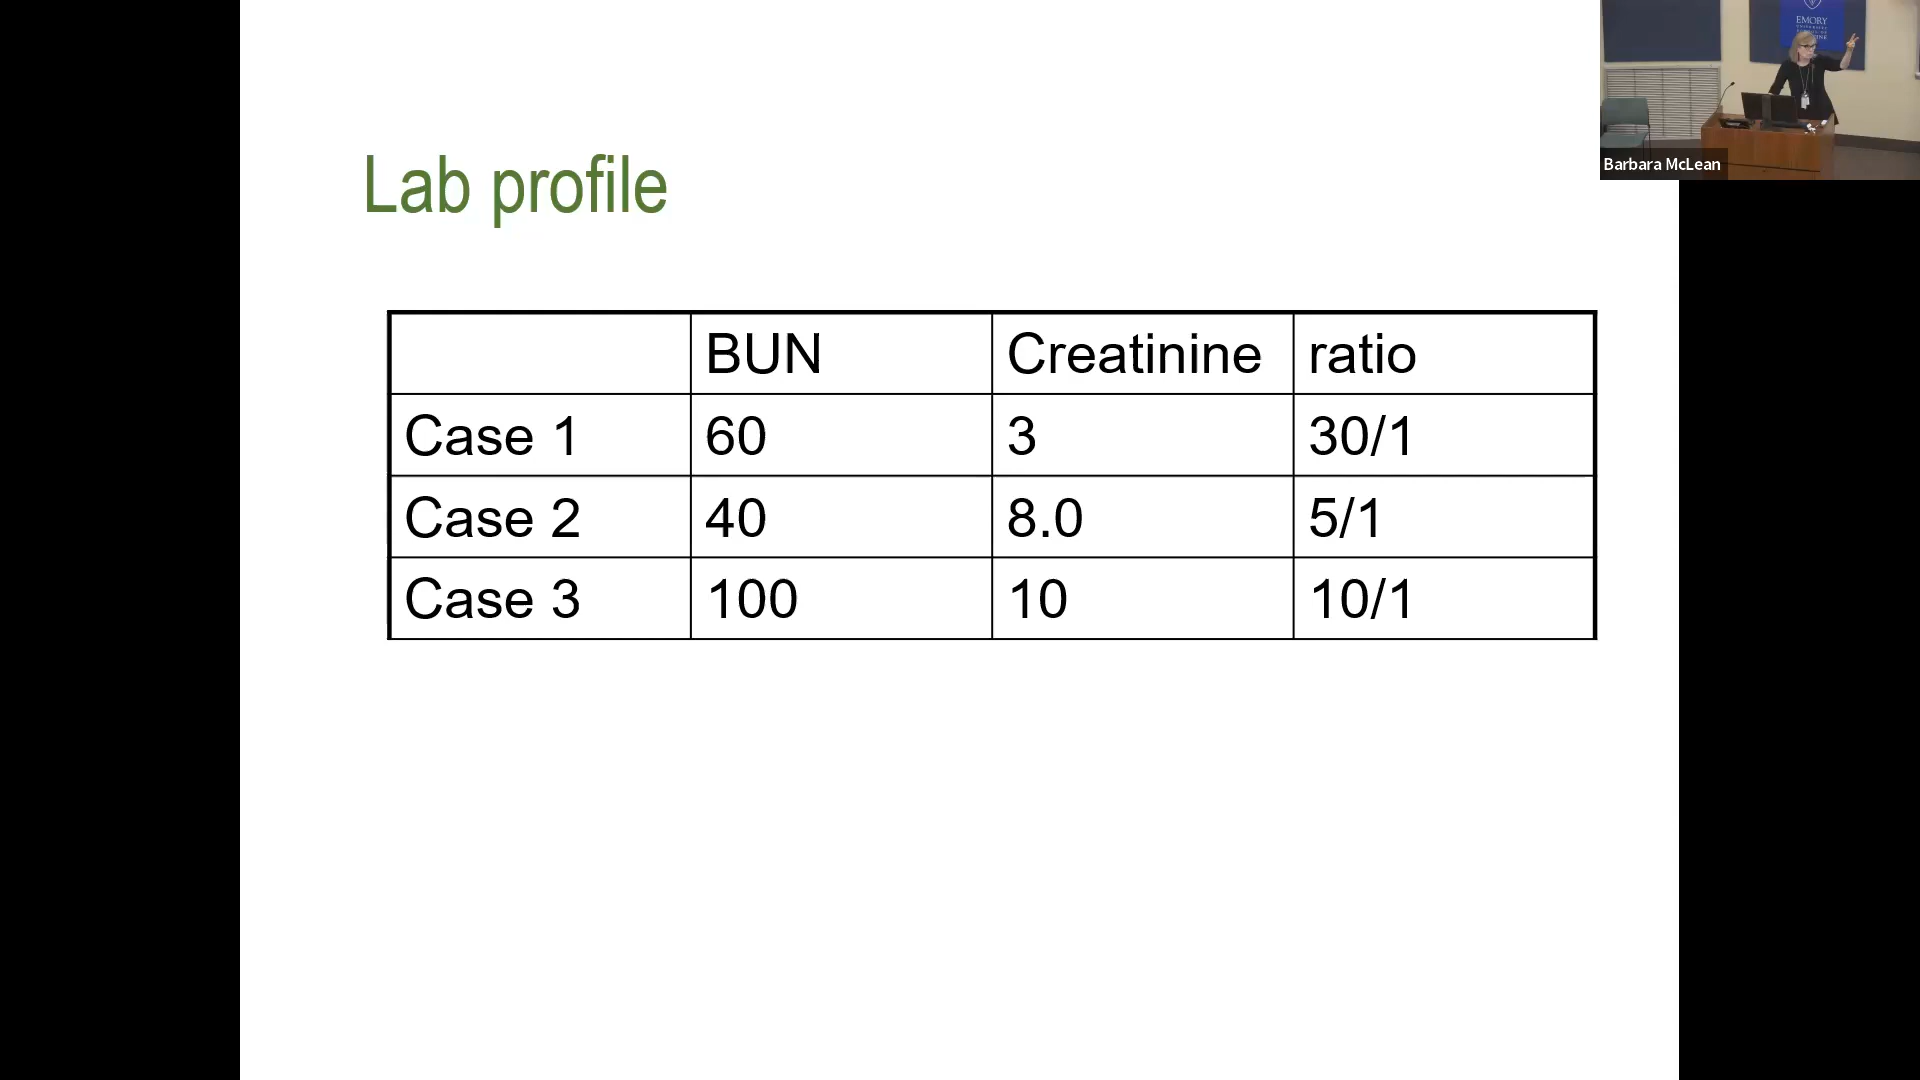 EMORY
Barbara McLean
Lab profile
BUN Creatinine ratio
Case 1 60 3 30/1
Case 2 40 8.0 5/1
Case 3 100 10 10/1